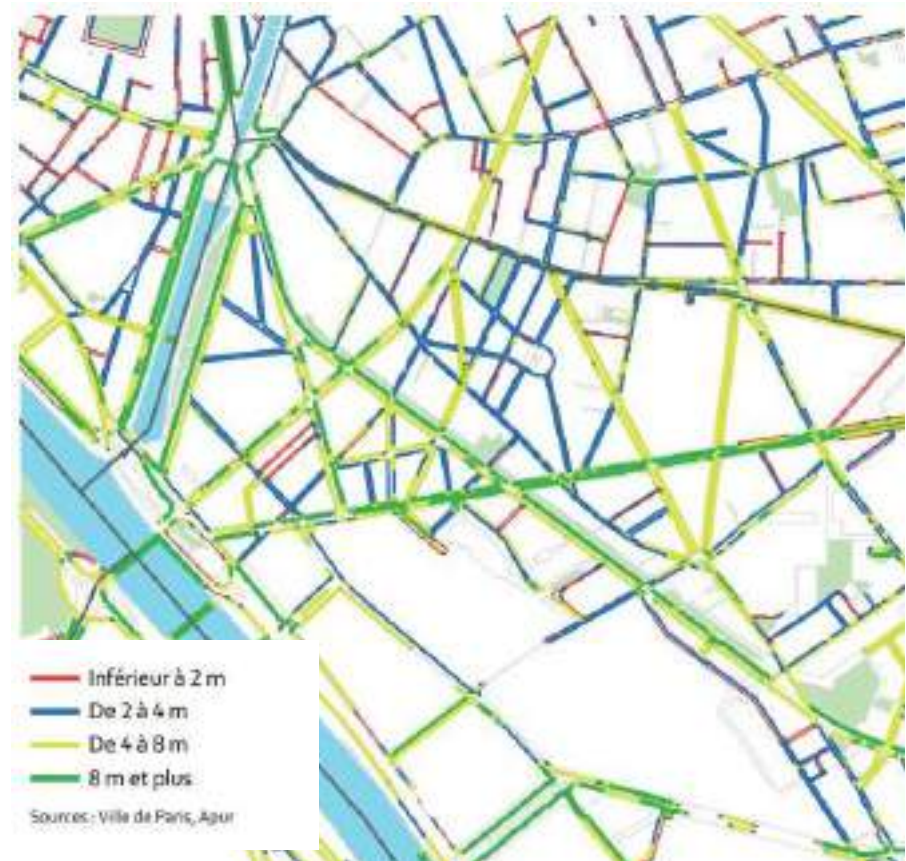 Inférieur à 2 m
De 2 à 4 m
De 4 à 8 m
8 m et plus
Sources : Ville de Paris, Apur